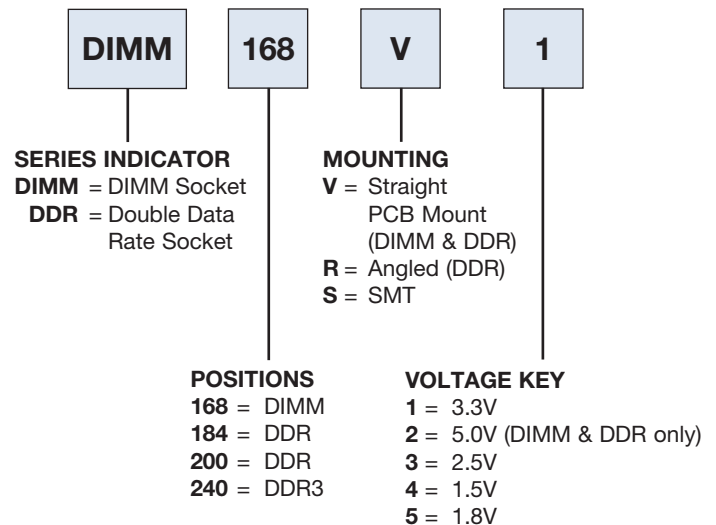 DIMM 168 V 1
SERIES INDICATOR
DIMM = DIMM Socket
DDR = Double Data
Rate Socket
MOUNTING
V = Straight
PCB Mount
(DIMM & DDR)
R = Angled (DDR)
S = SMT
POSITIONS
168 = DIMM
184 = DDR
200 = DDR
240 = DDR3
VOLTAGE KEY
1 = 3.3V
2 = 5.0V (DIMM & DDR only)
3 = 2.5V
4 = 1.5V
5 = 1.8V